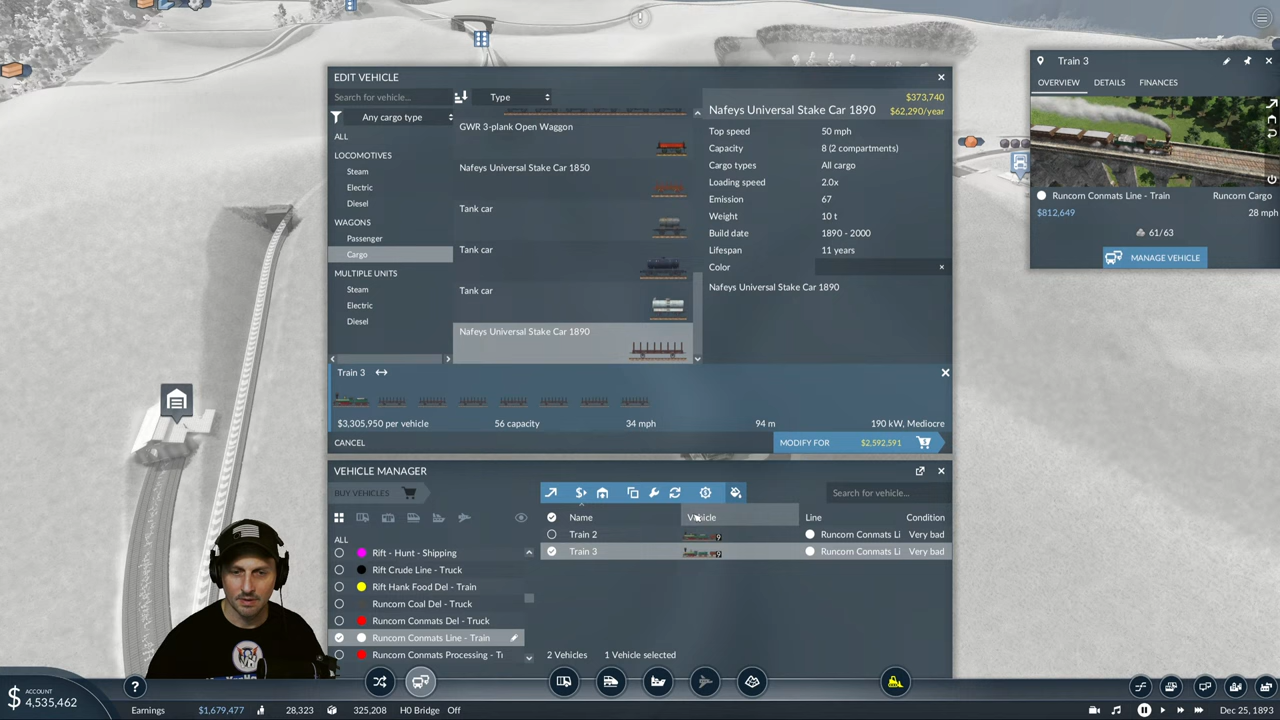 EDIT VEHICLE
Search for vehicle...
Type
Any cargo type
ALL
LOCOMOTIVES
Steam
Electric
Diesel
WAGONS
Passenger
Cargo
MULTIPLE UNITS
Steam
Electric
Diesel
GWR 3-plank Open Waggon
Nafeys Universal Stake Car 1850
Tank car
Tank car
Tank car
Nafeys Universal Stake Car 1890
$373,740
Nafeys Universal Stake Car 1890
$62,290/year
Top speed 50 mph
Capacity 8 (2 compartments)
Cargo types All cargo
Loading speed 2.0x
Emission 67
Weight 10 t
Build date 1890 - 2000
Lifespan 11 years
Color
Nafeys Universal Stake Car 1890
Train 3
$3,305,950 per vehicle 56 capacity 34 mph 94 m 190 kW, Mediocre
CANCEL
MODIFY FOR $2,592,591
VEHICLE MANAGER
BUY VEHICLES
Search for vehicle...
ALL
Rift - Hunt - Shipping
Rift Crude Line - Truck
Rift Hank Food Del - Train
Runcorn Coal Del - Truck
Runcorn Conmats Del - Truck
Runcorn Conmats Line - Train
Runcorn Conmats Processing - Tr
Name Vehicle Line Condition
Train 2 9 Runcorn Conmats Li Very bad
Train 3 9 Runcorn Conmats Li Very bad
2 Vehicles 1 Vehicle selected
Train 3
OVERVIEW DETAILS FINANCES
Runcorn Conmats Line - Train Runcorn Cargo
$812,649 28 mph
61/63
MANAGE VEHICLE
$ ACCOUNT
4,535,462
?
Earnings $1,679,477 28,323 325,208 H0 Bridge Off
Dec 25, 1893